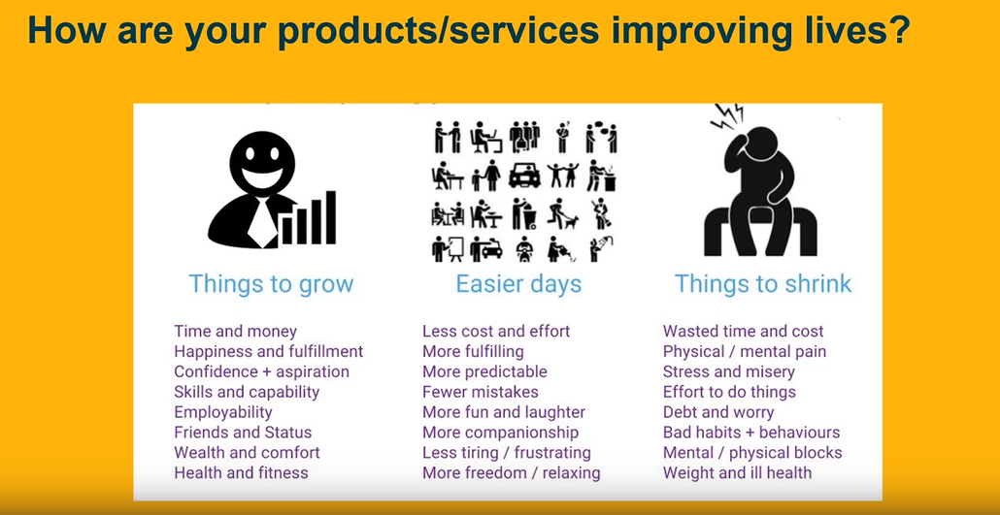 How are your products/services improving lives?
Things to grow
Time and money
Happiness and fulfillment
Confidence + aspiration
Skills and capability
Employability
Friends and Status
Wealth and comfort
Health and fitness
Easier days
Less cost and effort
More fulfilling
More predictable
Fewer mistakes
More fun and laughter
More companionship
Less tiring / frustrating
More freedom / relaxing
Things to shrink
Wasted time and cost
Physical / mental pain
Stress and misery
Effort to do things
Debt and worry
Bad habits + behaviours
Mental / physical blocks
Weight and ill health